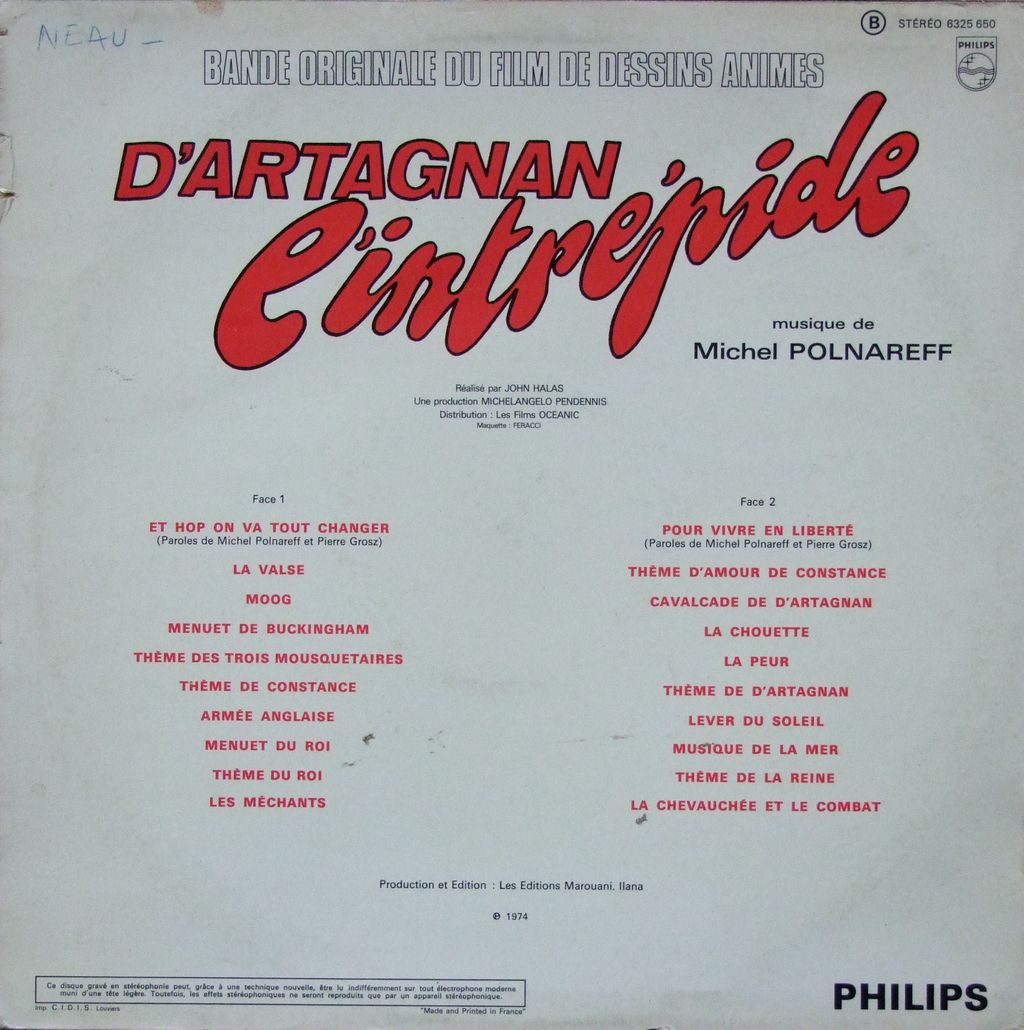 NEAU –
B STÉRÉO 6325 650
PHILIPS
BANDE ORIGINALE DU FILM DE DESSINS ANIMES
D'ARTAGNAN
l'intrépide
musique de
Michel POLNAREFF
Réalisé par JOHN HALAS
Une production MICHELANGELO PENDENNIS
Distribution : Les Films OCEANIC
Maquette : FERACCI
Face 1
ET HOP ON VA TOUT CHANGER
(Paroles de Michel Polnareff et Pierre Grosz)
LA VALSE
MOOG
MENUET DE BUCKINGHAM
THÈME DES TROIS MOUSQUETAIRES
THÈME DE CONSTANCE
ARMÉE ANGLAISE
MENUET DU ROI
THÈME DU ROI
LES MÉCHANTS
Face 2
POUR VIVRE EN LIBERTÉ
(Paroles de Michel Polnareff et Pierre Grosz)
THÈME D'AMOUR DE CONSTANCE
CAVALCADE DE D'ARTAGNAN
LA CHOUETTE
LA PEUR
THÈME DE D'ARTAGNAN
LEVER DU SOLEIL
MUSIQUE DE LA MER
THÈME DE LA REINE
LA CHEVAUCHÉE ET LE COMBAT
Production et Edition : Les Editions Marouani. Ilana
℗ 1974
Ce disque gravé en stéréophonie peut, grâce à une technique nouvelle, être lu indifféremment sur tout électrophone moderne
muni d'une tête légère. Toutefois, les effets stéréophoniques ne seront reproduits que par un appareil stéréophonique.
Imp. C.I.D.I.S. Louviers
"Made and Printed in France"
PHILIPS